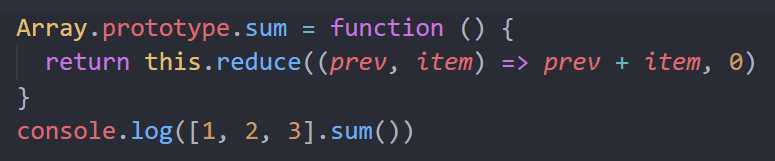 Array.prototype.sum = function () {
  return this.reduce((prev, item) => prev + item, 0)
}
console.log([1, 2, 3].sum())